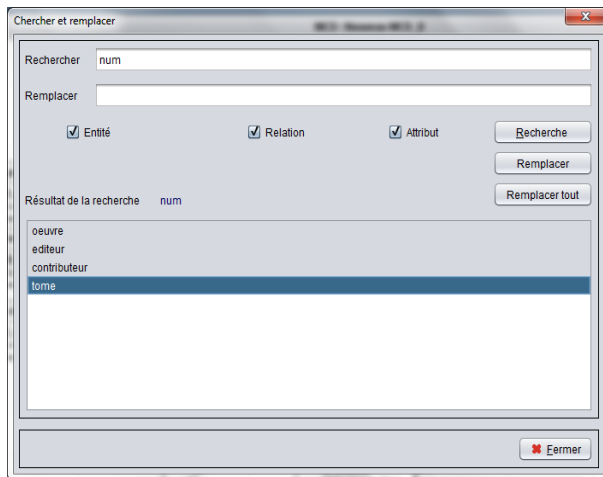 Chercher et remplacer
Rechercher num
Remplacer
Entité Relation Attribut Recherche
Remplacer
Remplacer tout
Résultat de la recherche num
oeuvre
editeur
contributeur
tome
Fermer